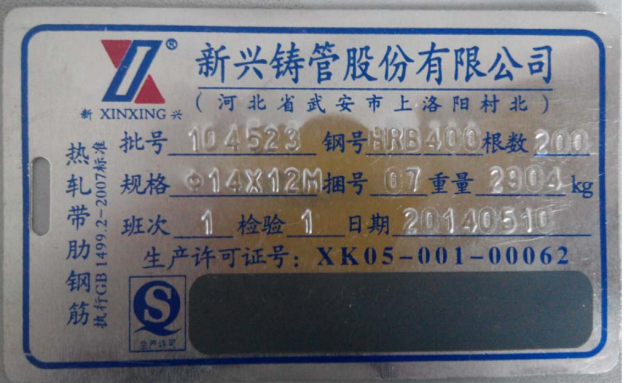 新兴铸管股份有限公司
®
新 XINXING 兴
(河北省武安市上洛阳村北)
批号 104523 钢号 HRB400 根数 200
规格 Φ14X12M 捆号 07 重量 2904 kg
班次 1 检验 1 日期 20140510
生产许可证号: XK05-001-00062
热轧带肋钢筋
执行GB1499.2-2007标准
生产许可